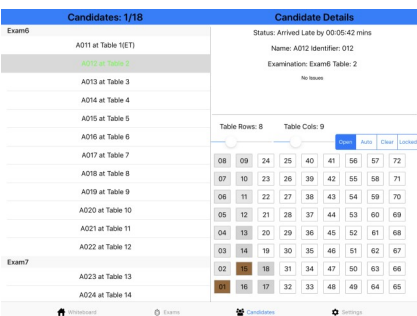 Candidates: 1/18
Exam6
A011 at Table 1(ET)
A012 at Table 2
A013 at Table 3
A014 at Table 4
A015 at Table 5
A016 at Table 6
A017 at Table 7
A018 at Table 8
A019 at Table 9
A020 at Table 10
A021 at Table 11
A022 at Table 12
Exam7
A023 at Table 13
A024 at Table 14
Candidate Details
Status: Arrived Late by 00:05:42 mins
Name: A012 Identifier: 012
Examination: Exam6 Table: 2
No Issues
Table Rows: 8 Table Cols: 9
Open Auto Clear Locked
08 09 24 25 40 41 56 57 72
07 10 23 26 39 42 55 58 71
06 11 22 27 38 43 54 59 70
05 12 21 28 37 44 53 60 69
04 13 20 29 36 45 52 61 68
03 14 19 30 35 46 51 62 67
02 15 18 31 34 47 50 63 66
01 16 17 32 33 48 49 64 65
Whiteboard Exams Candidates Settings